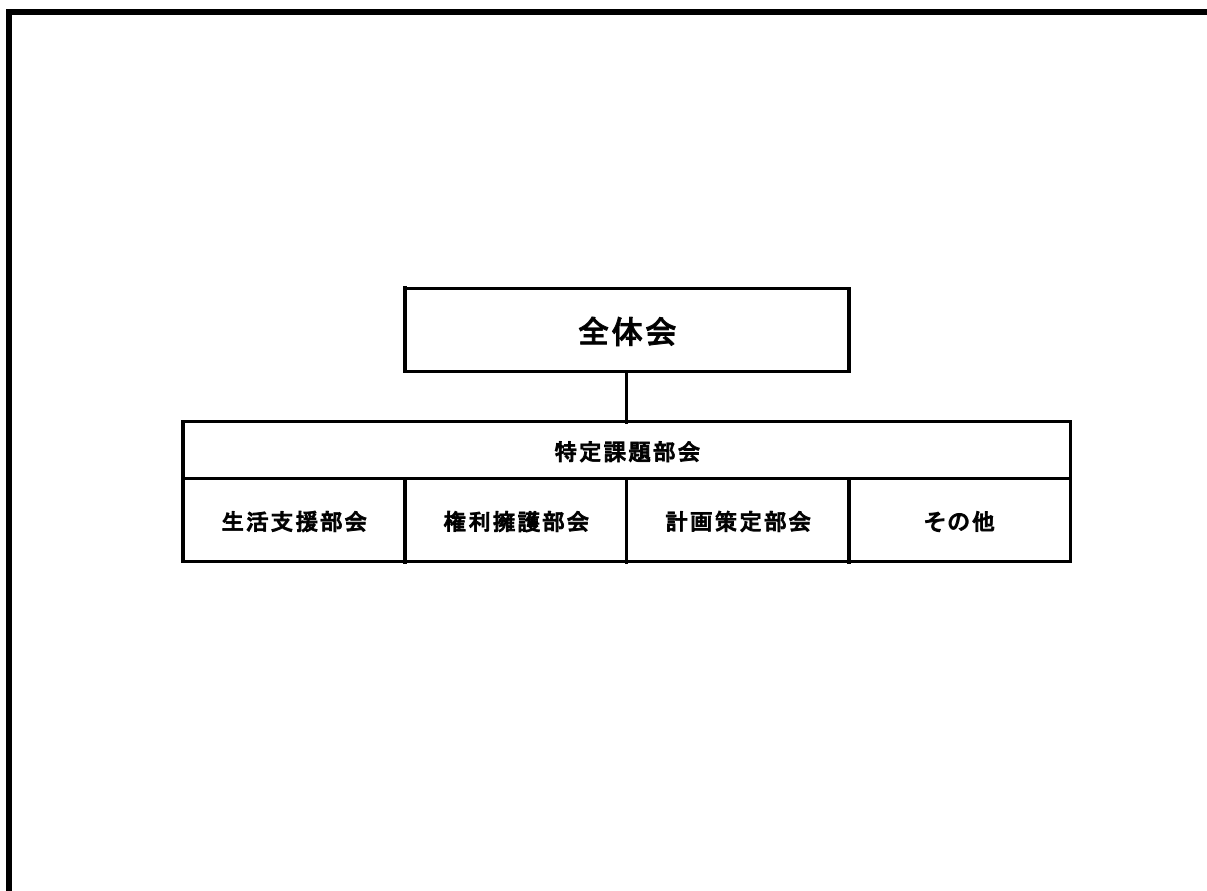 全体会
特定課題部会
生活支援部会
権利擁護部会
計画策定部会
その他